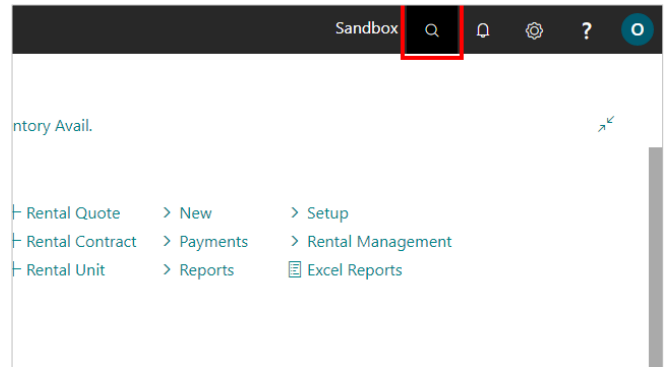 Sandbox ? O
ntory Avail.
Rental Quote > New > Setup
Rental Contract > Payments > Rental Management
Rental Unit > Reports Excel Reports